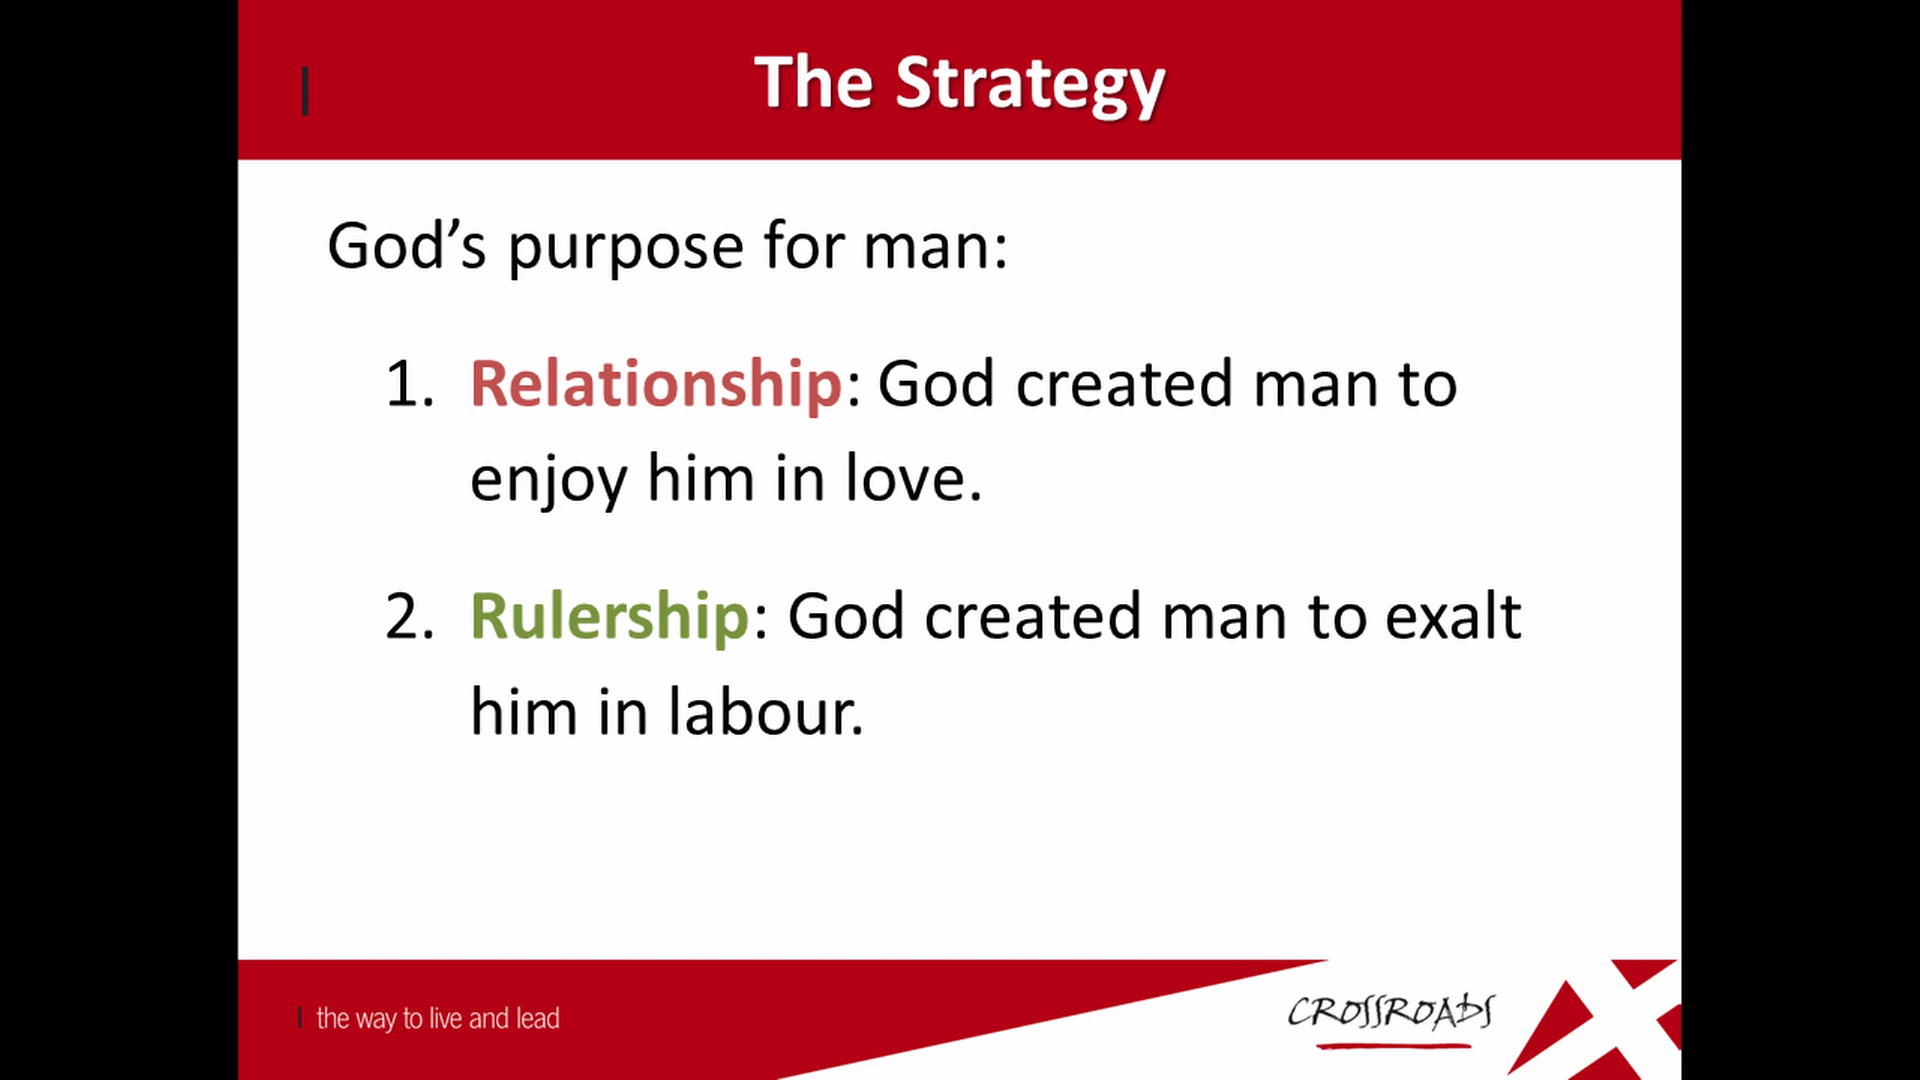 The Strategy
God’s purpose for man:
1. Relationship: God created man to
enjoy him in love.
2. Rulership: God created man to exalt
him in labour.
the way to live and lead
CROSSROADS